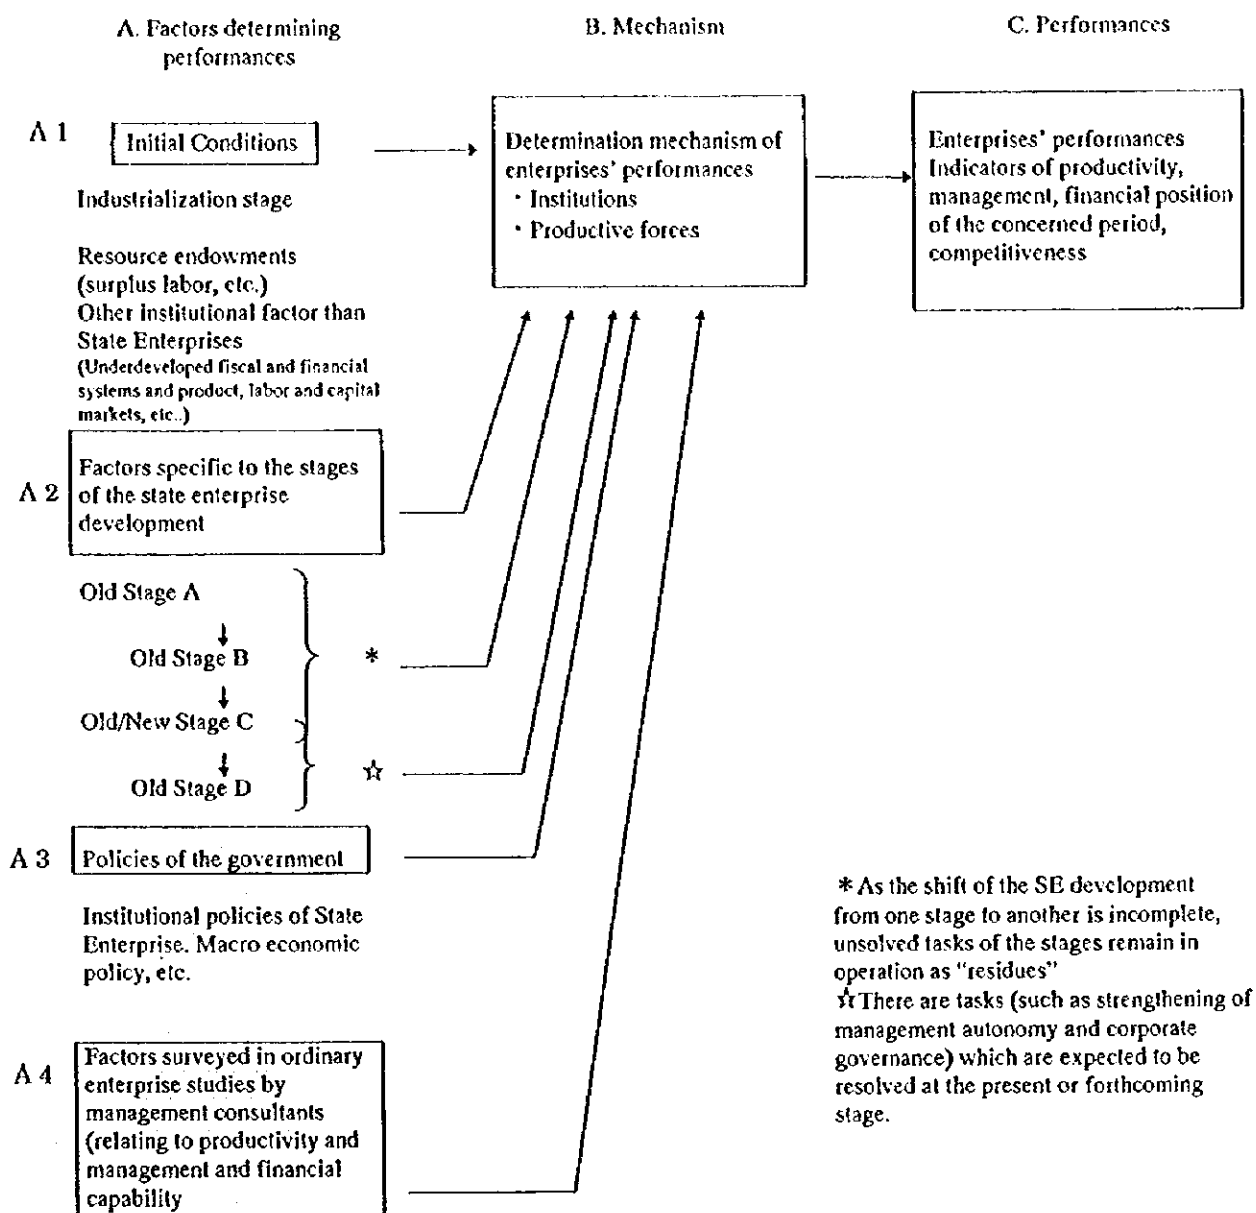 A. Factors determining
performances
B. Mechanism
C. Performances
A 1
Initial Conditions
Industrialization stage
Resource endowments
(surplus labor, etc.)
Other institutional factor than
State Enterprises
(Underdeveloped fiscal and financial
systems and product, labor and capital
markets, etc..)
Determination mechanism of
enterprises' performances
・Institutions
・Productive forces
Enterprises' performances
Indicators of productivity,
management, financial position
of the concerned period,
competitiveness
A 2
Factors specific to the stages
of the state enterprise
development
Old Stage A
↓
Old Stage B
*
↓
Old/New Stage C
↓
Old Stage D
☆
A 3
Policies of the government
Institutional policies of State
Enterprise. Macro economic
policy, etc.
A 4
Factors surveyed in ordinary
enterprise studies by
management consultants
(relating to productivity and
management and financial
capability
*As the shift of the SE development
from one stage to another is incomplete,
unsolved tasks of the stages remain in
operation as "residues"
☆There are tasks (such as strengthening of
management autonomy and corporate
governance) which are expected to be
resolved at the present or forthcoming
stage.